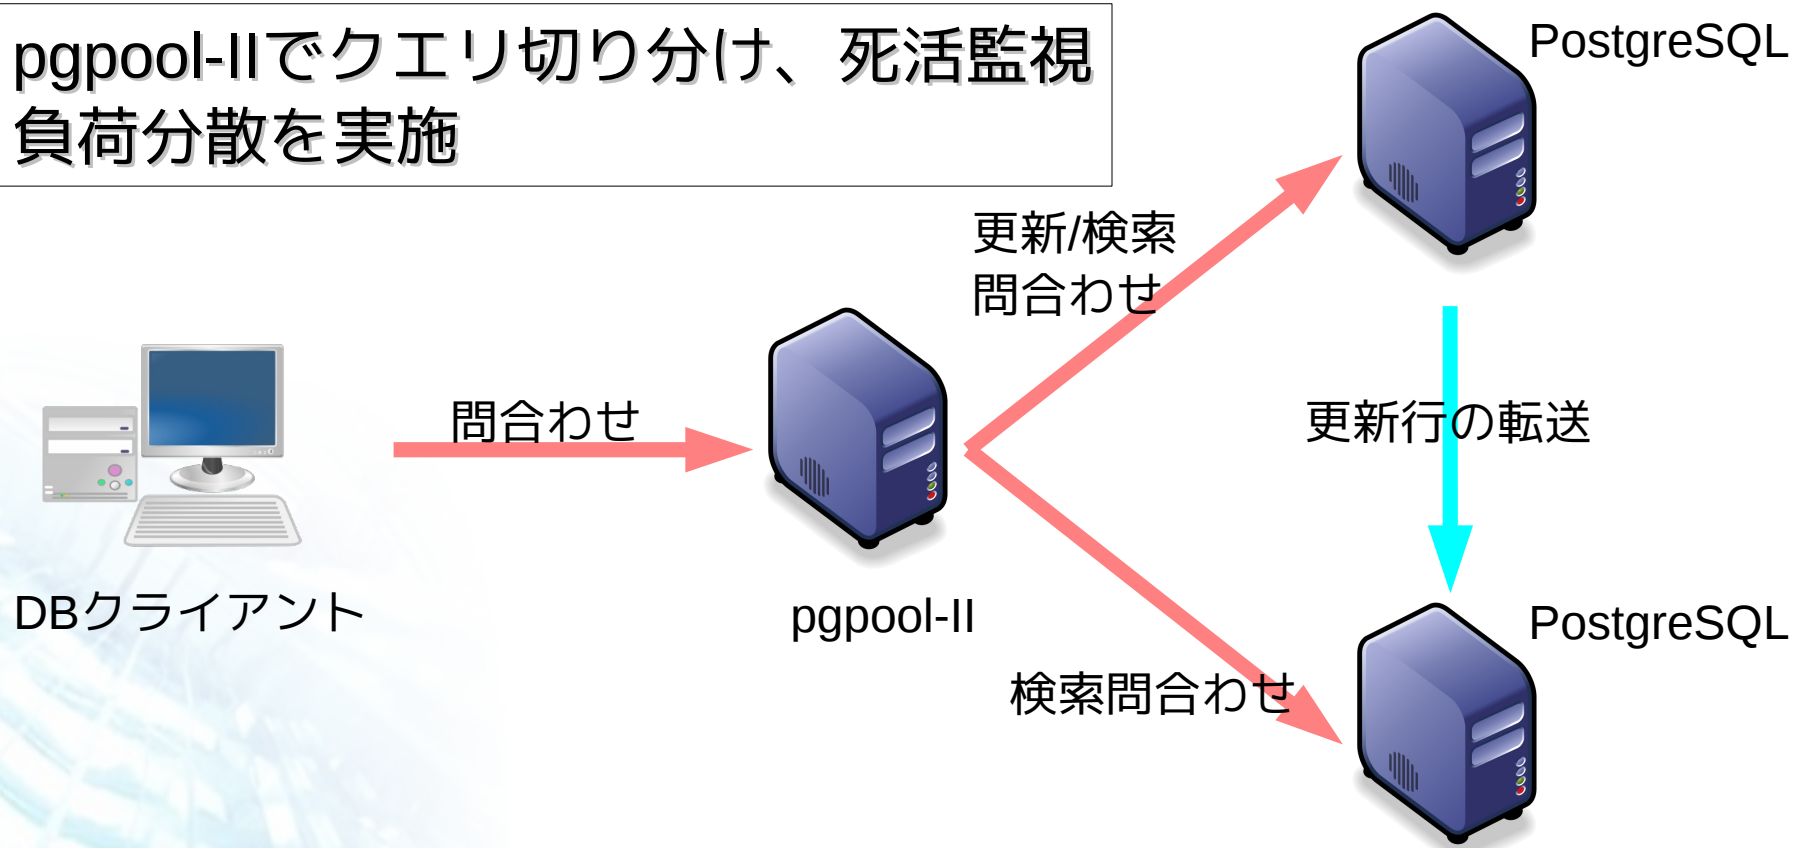 pgpool-IIでクエリ切り分け、死活監視
負荷分散を実施
PostgreSQL
更新/検索
問合わせ
問合わせ
更新行の転送
DBクライアント
pgpool-II
PostgreSQL
検索問合わせ